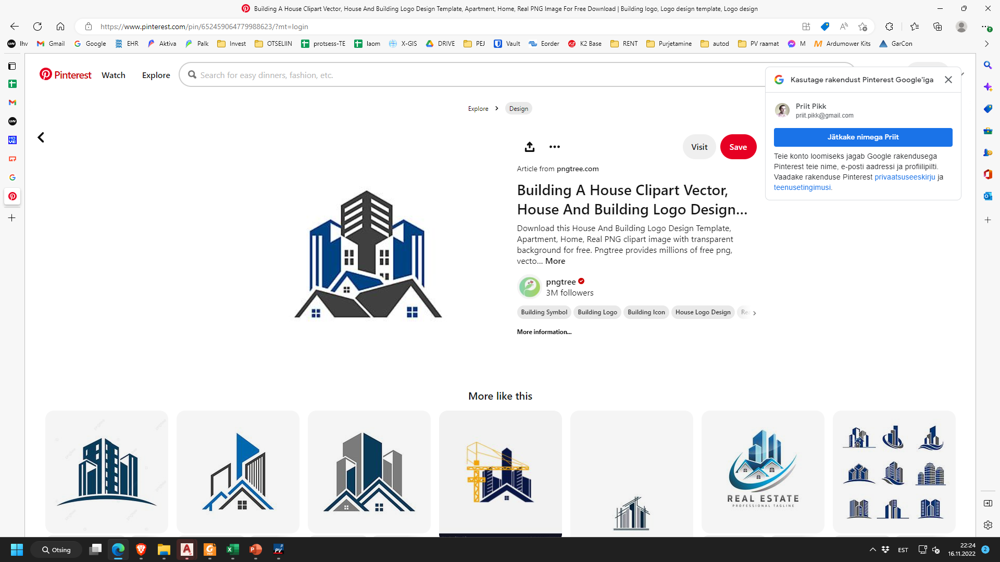 Building A House Clipart Vector, House And Building Logo Design Template, Apartment, Home, Real PNG Image For Free Download | Building logo, Logo design template, Logo design
https://www.pinterest.com/pin/652459064779988623/?mt=login
lhv Gmail Google EHR Aktiva Palk Invest OTSELIIN protsess-TE laom X-GIS DRIVE PEJ Vault Eorder K2 Base RENT Purjetamine autod PV raamat M Ardumower Kits GarCon
Pinterest Watch Explore Search for easy dinners, fashion, etc.
Kasutage rakendust Pinterest Google'iga
Priit Pikk
priit.pikk@gmail.com
Jätkake nimega Priit
Teie konto loomiseks jagab Google rakendusega
Pinterest teie nime, e-posti aadressi ja profiilipilti.
Vaadake rakenduse Pinterest privaatsuseeskirju ja
teenusetingimusi.
Explore Design
Visit Save
Article from pngtree.com
Building A House Clipart Vector,
House And Building Logo Design...
Download this House And Building Logo Design Template,
Apartment, Home, Real PNG clipart image with transparent
background for free. Pngtree provides millions of free png,
vecto... More
pngtree
3M followers
Building Symbol Building Logo Building Icon House Logo Design
More information...
More like this
REAL ESTATE
PROFESSIONAL TAGLINE
Otsing
EST
22:24
16.11.2022
2